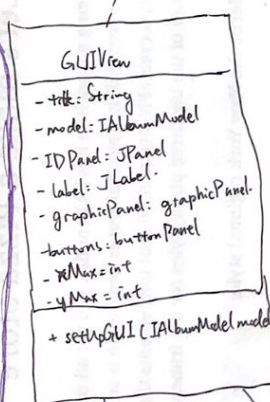 GUIView
- title: String
- model: IAlbumModel
- IDPanel: JPanel
- label: JLabel.
- graphicPanel: graphicPanel.
-buttons: buttonPanel
- xMax = int
- yMax = int
+ setUpGUI(IAlbumModel model